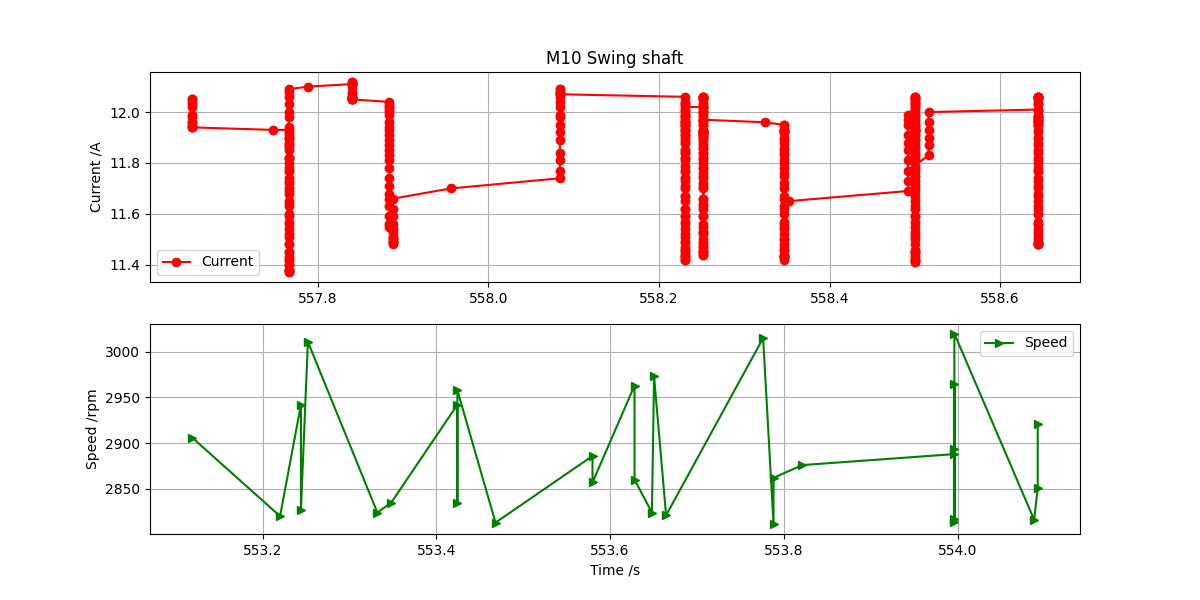 M10 Swing shaft
Current /A
12.0
11.8
11.6
11.4
Current
557.8 558.0 558.2 558.4 558.6
Speed /rpm
3000
2950
2900
2850
Speed
553.2 553.4 553.6 553.8 554.0
Time /s